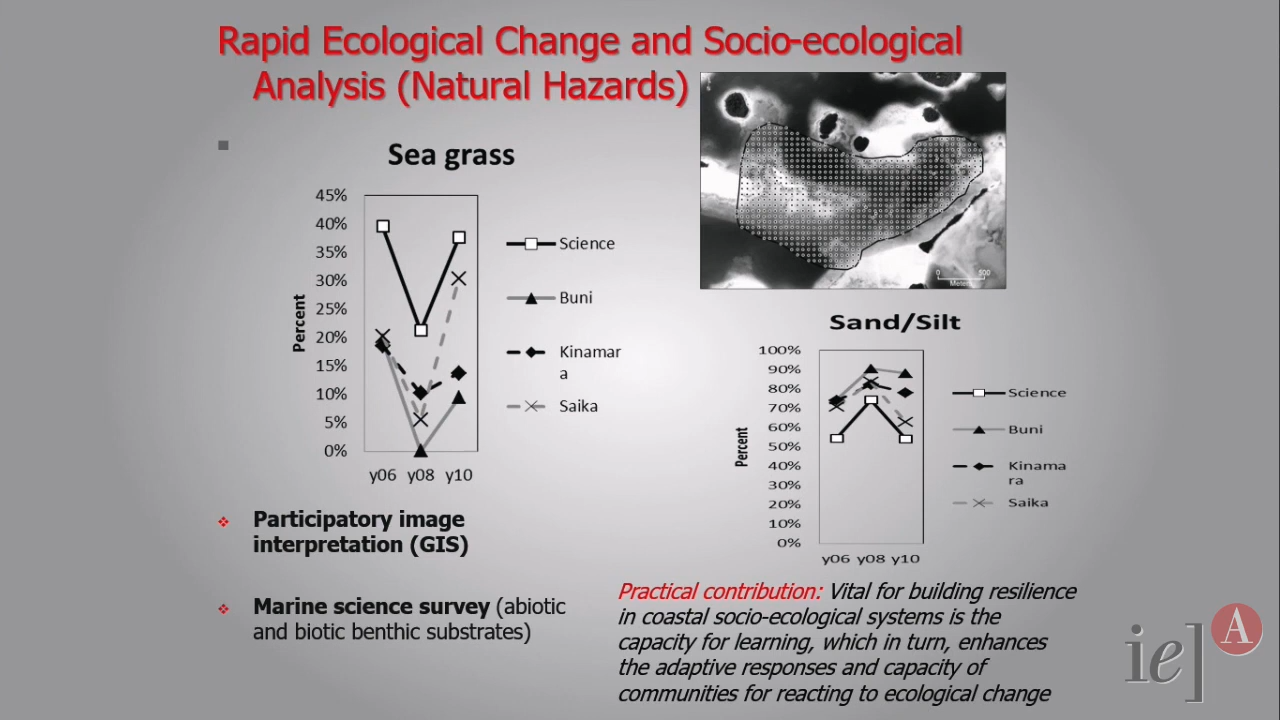 Rapid Ecological Change and Socio-ecological
Analysis (Natural Hazards)
Sea grass
45%
40%
35%
30%
25%
20%
15%
10%
5%
0%
Percent
y06 y08 y10
Science
Buni
Kinamar
a
Saika
0 500
Sand/Silt
100%
90%
80%
70%
60%
50%
40%
30%
20%
10%
0%
Percent
y06 y08 y10
Science
Buni
Kinama
ra
Saika
Participatory image
interpretation (GIS)
Marine science survey (abiotic
and biotic benthic substrates)
Practical contribution: Vital for building resilience
in coastal socio-ecological systems is the
capacity for learning, which in turn, enhances
the adaptive responses and capacity of
communities for reacting to ecological change
ie] A